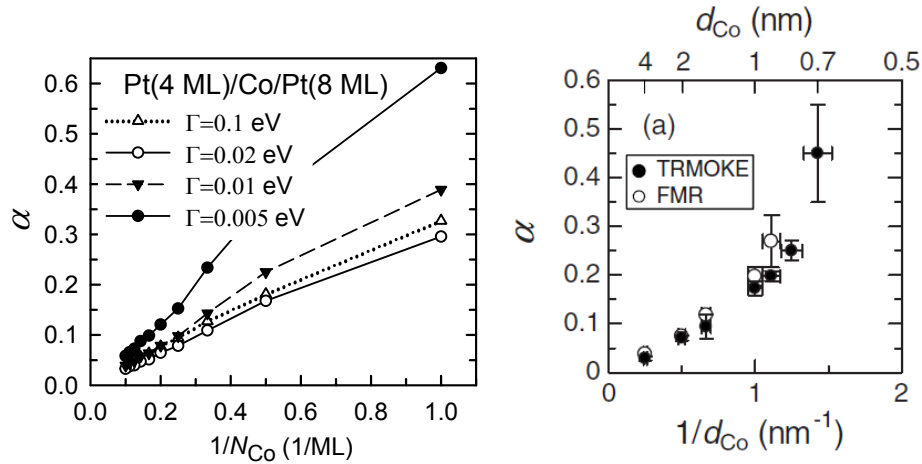 Pt(4 ML)/Co/Pt(8 ML)
Γ=0.1 eV
Γ=0.02 eV
Γ=0.01 eV
Γ=0.005 eV
0.6
0.5
0.4
0.3
0.2
0.1
0.0
α
0.0 0.2 0.4 0.6 0.8 1.0
1/N_Co (1/ML)
d_Co (nm)
4 2 1 0.7 0.5
(a)
TRMOKE
FMR
0.6
0.5
0.4
0.3
0.2
0.1
0
α
0 1 2
1/d_Co (nm⁻¹)